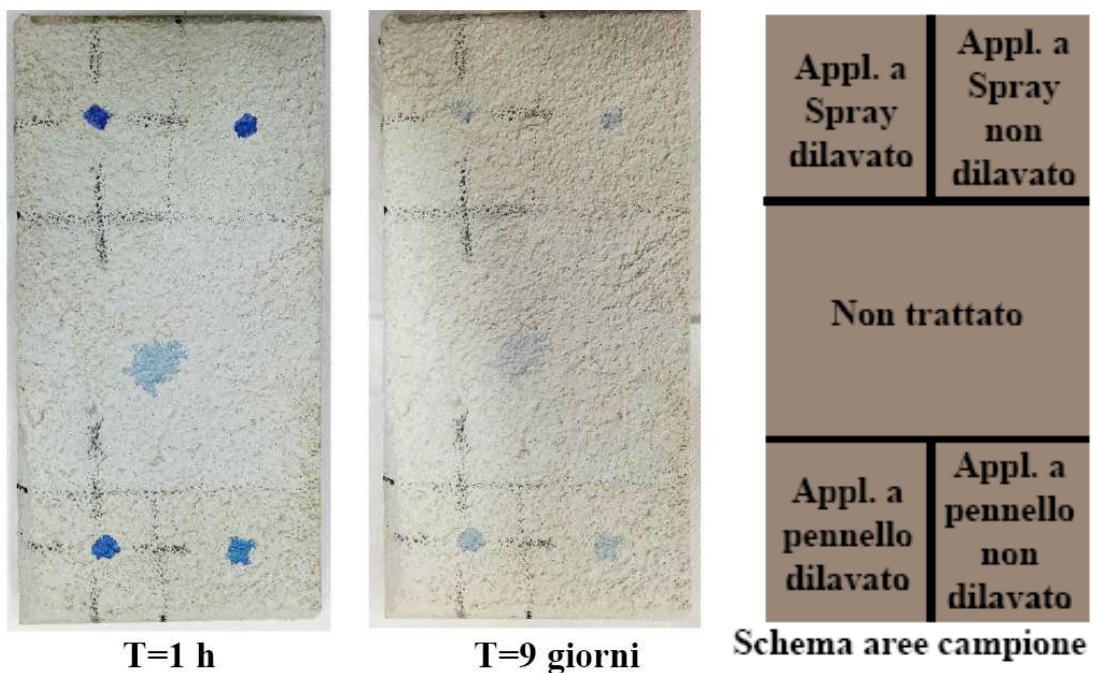 Appl. a
Spray
dilavato
Appl. a
Spray
non
dilavato
Non trattato
Appl. a
pennello
dilavato
Appl. a
pennello
non
dilavato
T=1 h
T=9 giorni
Schema aree campione